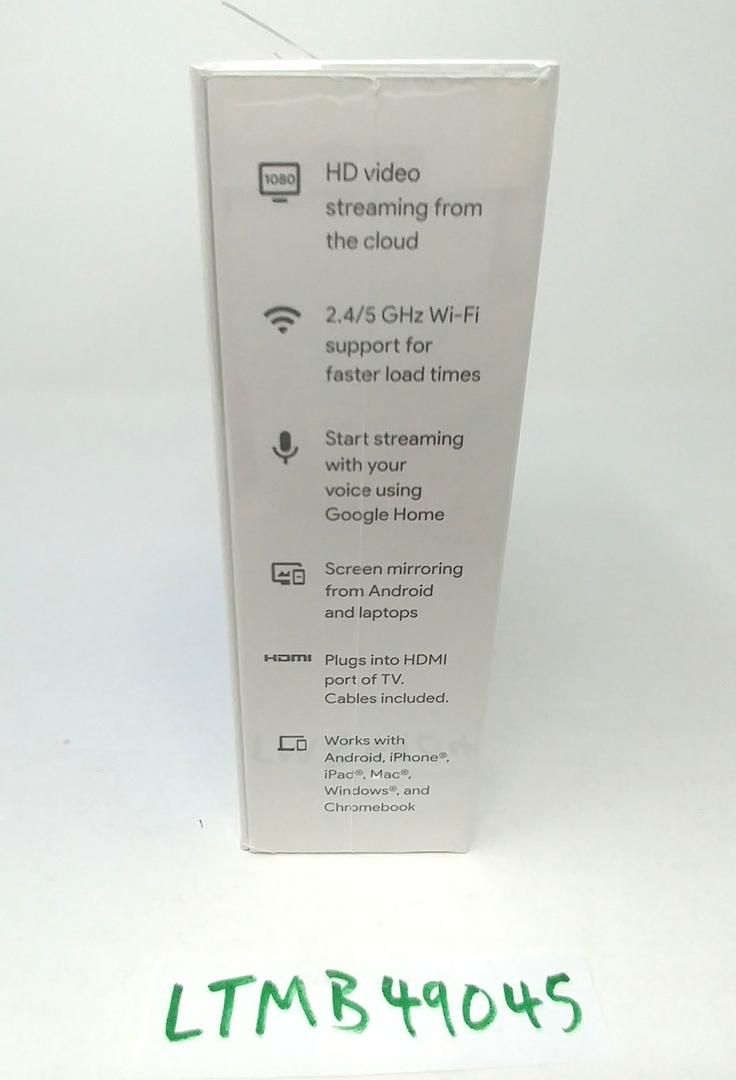 1080
HD video
streaming from
the cloud
2.4/5 GHz Wi-Fi
support for
faster load times
Start streaming
with your
voice using
Google Home
Screen mirroring
from Android
and laptops
HDMI
Plugs into HDMI
port of TV.
Cables included.
Works with
Android, iPhone®,
iPad®, Mac®,
Windows®, and
Chromebook
LTMB49045